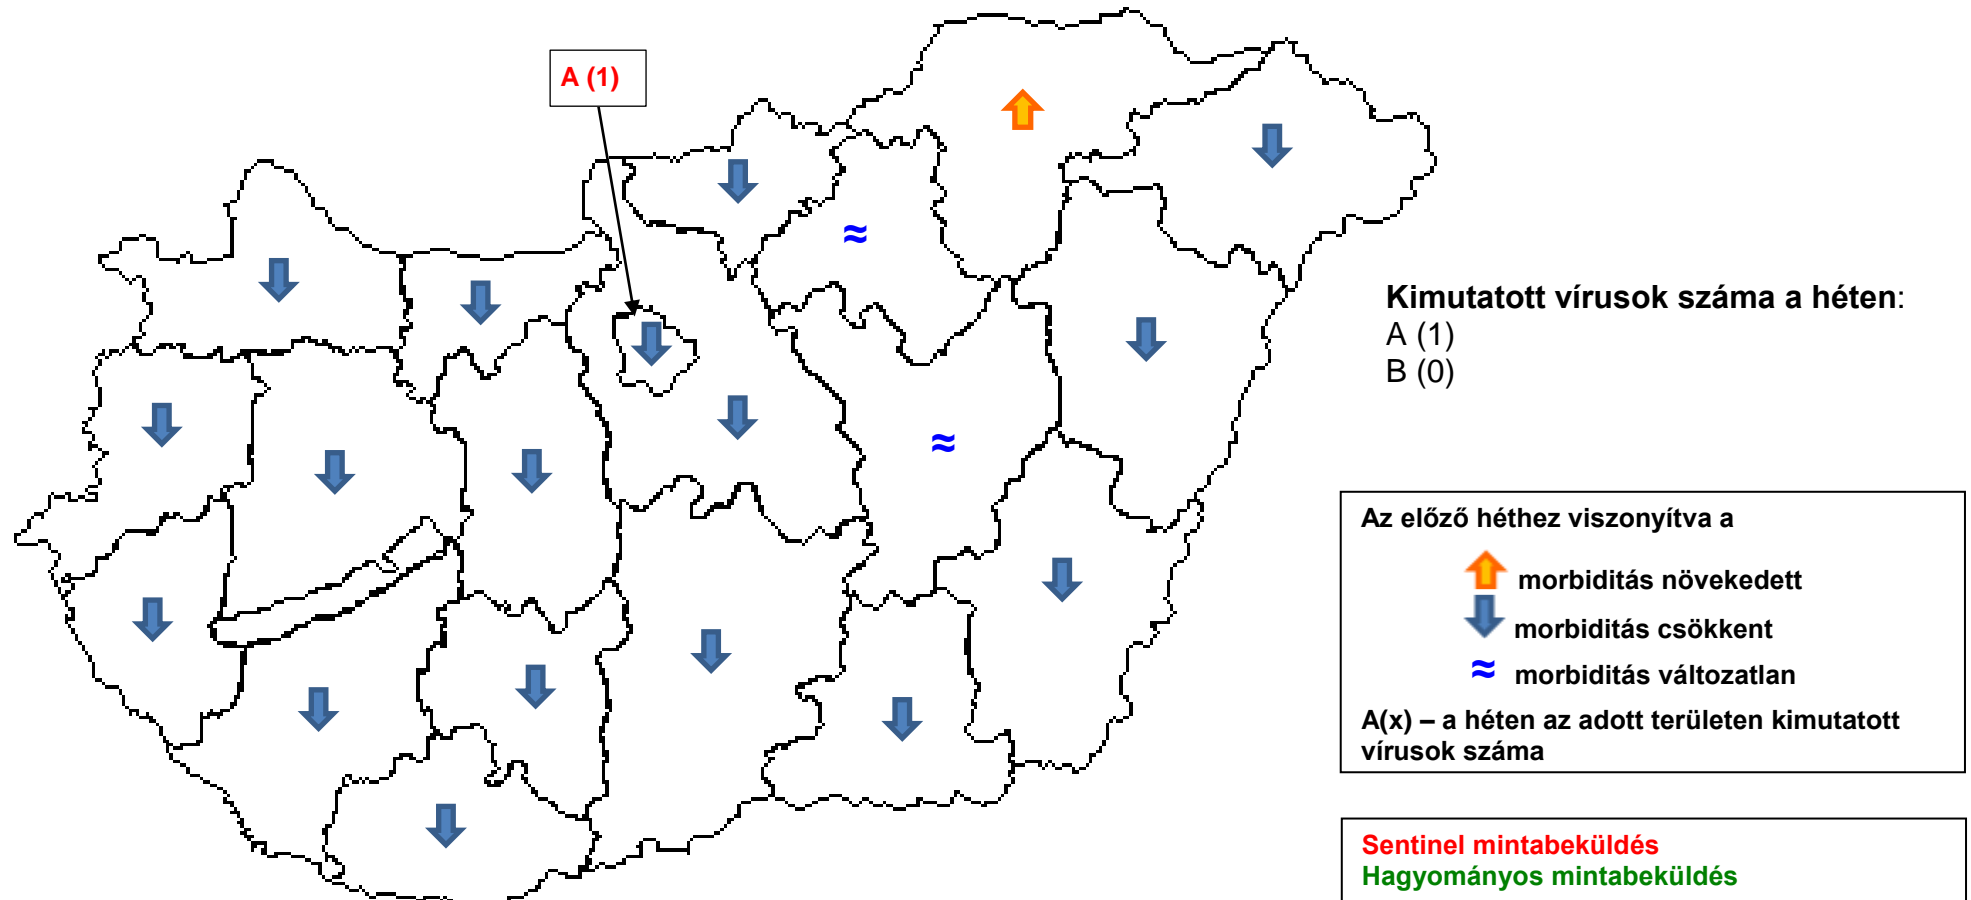 A (1)
Kimutatott vírusok száma a héten:
A (1)
B (0)
Az előző héthez viszonyítva a
morbiditás növekedett
morbiditás csökkent
≈ morbiditás változatlan
A(x) – a héten az adott területen kimutatott
vírusok száma
Sentinel mintabeküldés
Hagyományos mintabeküldés